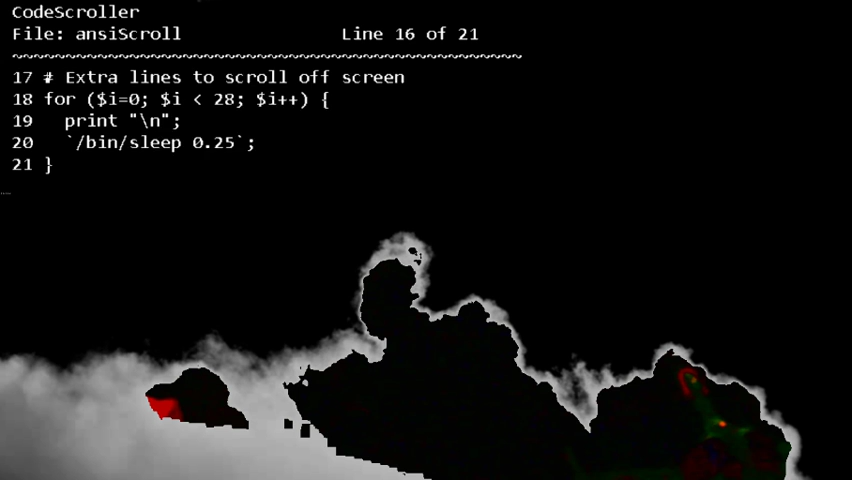 CodeScroller
File: ansiScroll Line 16 of 21
~~~~~~~~~~~~~~~~~~~~~~~~~~~~~~~~~~~~~~~~~~~~~~~~
17 # Extra lines to scroll off screen
18 for ($i=0; $i < 28; $i++) {
19 print "\n";
20 `/bin/sleep 0.25`;
21 }